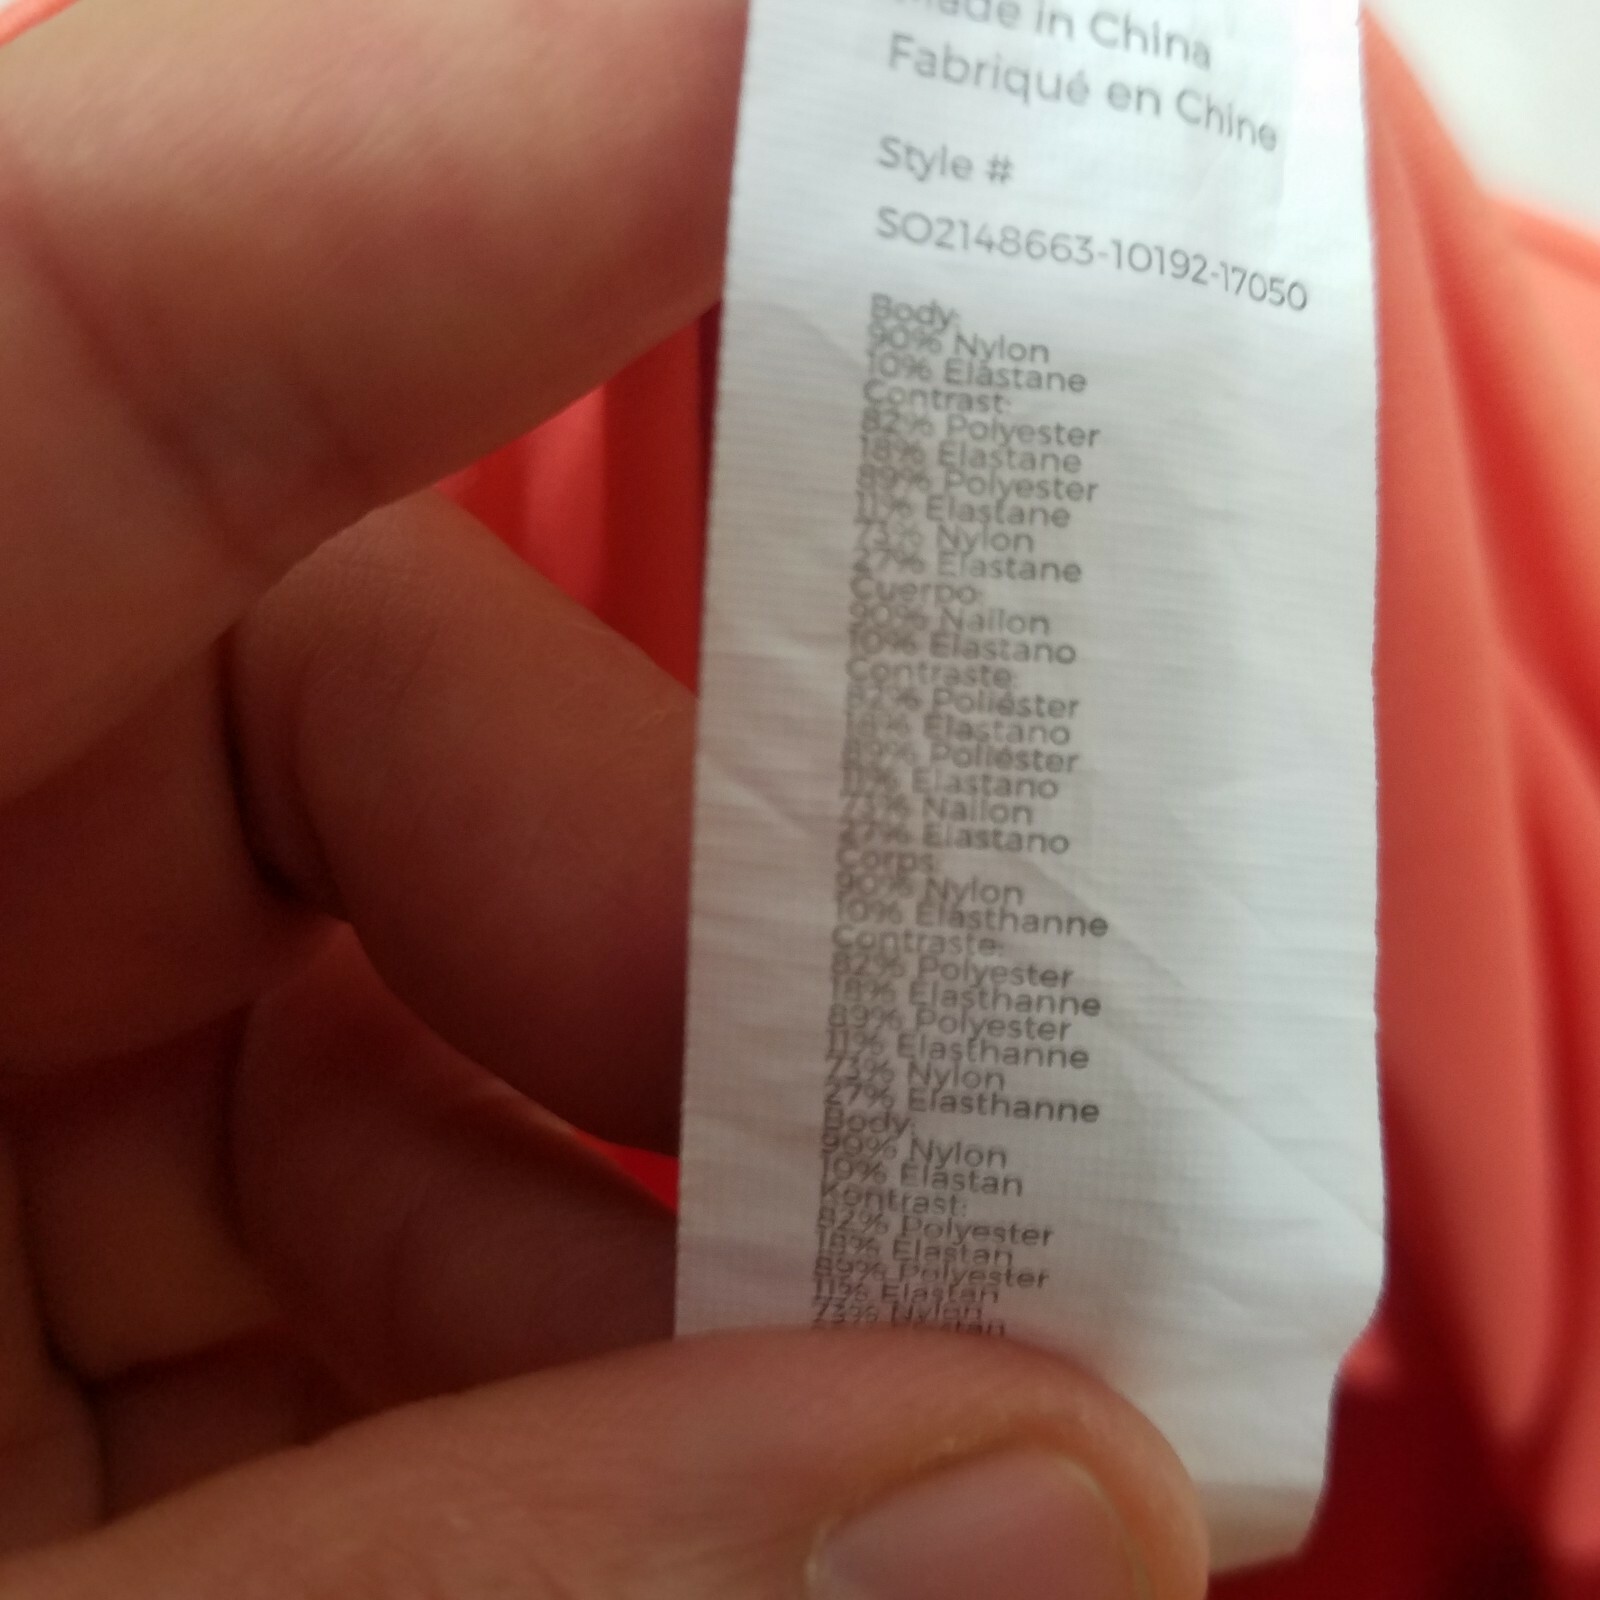 Made in China
Fabriqué en Chine
Style #
SO2148663-10192-17050
Body:
90% Nylon
10% Elastane
Contrast:
82% Polyester
18% Elastane
89% Polyester
11% Elastane
73% Nylon
27% Elastane
Cuerpo:
90% Nailon
10% Elastano
Contraste:
82% Poliéster
18% Elastano
89% Poliéster
11% Elastano
73% Nailon
27% Elastano
Corps:
90% Nylon
10% Élasthanne
Contraste:
82% Polyester
18% Élasthanne
89% Polyester
11% Élasthanne
73% Nylon
27% Élasthanne
Body:
90% Nylon
10% Elastan
Kontrast:
82% Polyester
18% Elastan
89% Polyester
11% Elastan
73% Nylon